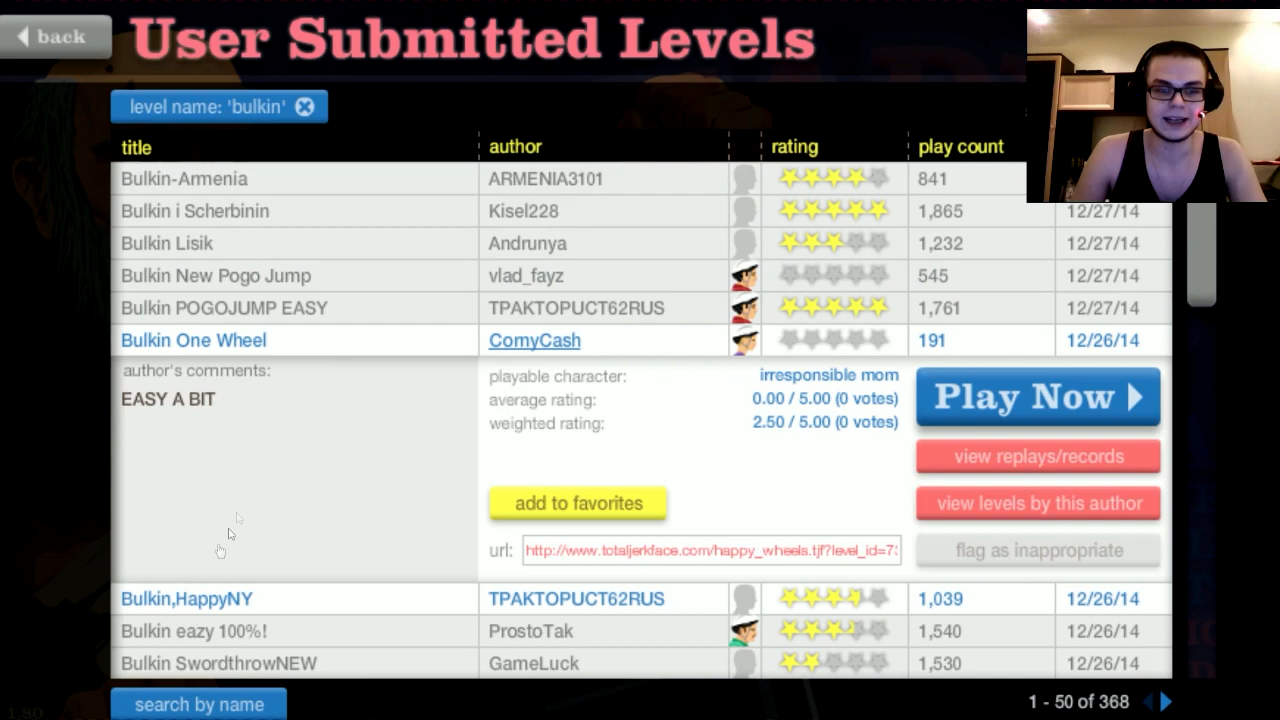 back
User Submitted Levels
level name: 'bulkin'
title author rating play count
Bulkin-Armenia ARMENIA3101 841
Bulkin i Scherbinin Kisel228 1,865 12/27/14
Bulkin Lisik Andrunya 1,232 12/27/14
Bulkin New Pogo Jump vlad_fayz 545 12/27/14
Bulkin POGOJUMP EASY TPAKTOPUCT62RUS 1,761 12/27/14
Bulkin One Wheel CornyCash 191 12/26/14
author's comments:
EASY A BIT
playable character: irresponsible mom
average rating: 0.00 / 5.00 (0 votes)
weighted rating: 2.50 / 5.00 (0 votes)
Play Now
view replays/records
add to favorites
view levels by this author
url: http://www.totaljerkface.com/happy_wheels.tjf?level_id=7
flag as inappropriate
Bulkin,HappyNY TPAKTOPUCT62RUS 1,039 12/26/14
Bulkin eazy 100%! ProstoTak 1,540 12/26/14
Bulkin SwordthrowNEW GameLuck 1,530 12/26/14
search by name
1 - 50 of 368
1.80